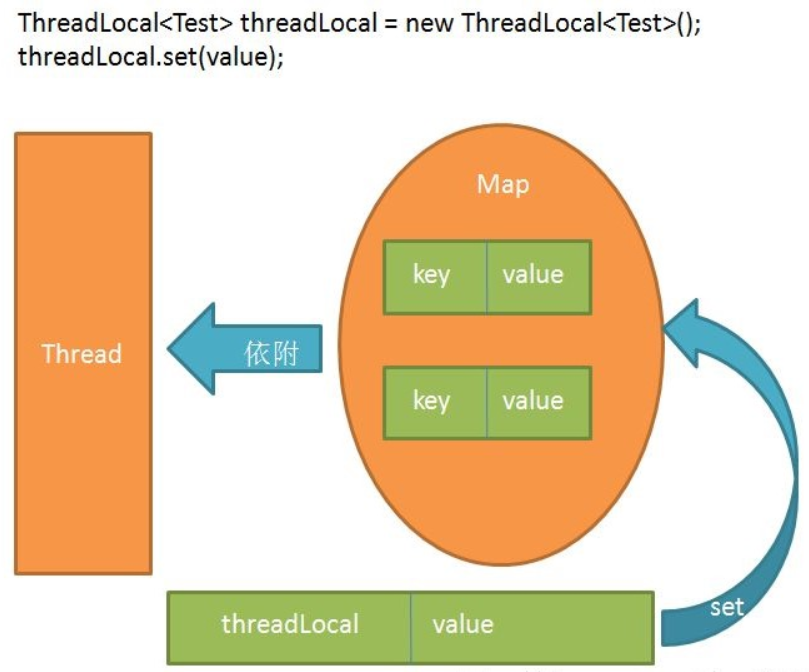 ThreadLocal<Test> threadLocal = new ThreadLocal<Test>();
threadLocal.set(value);
Map
key value
Thread
依附
key value
threadLocal value
set